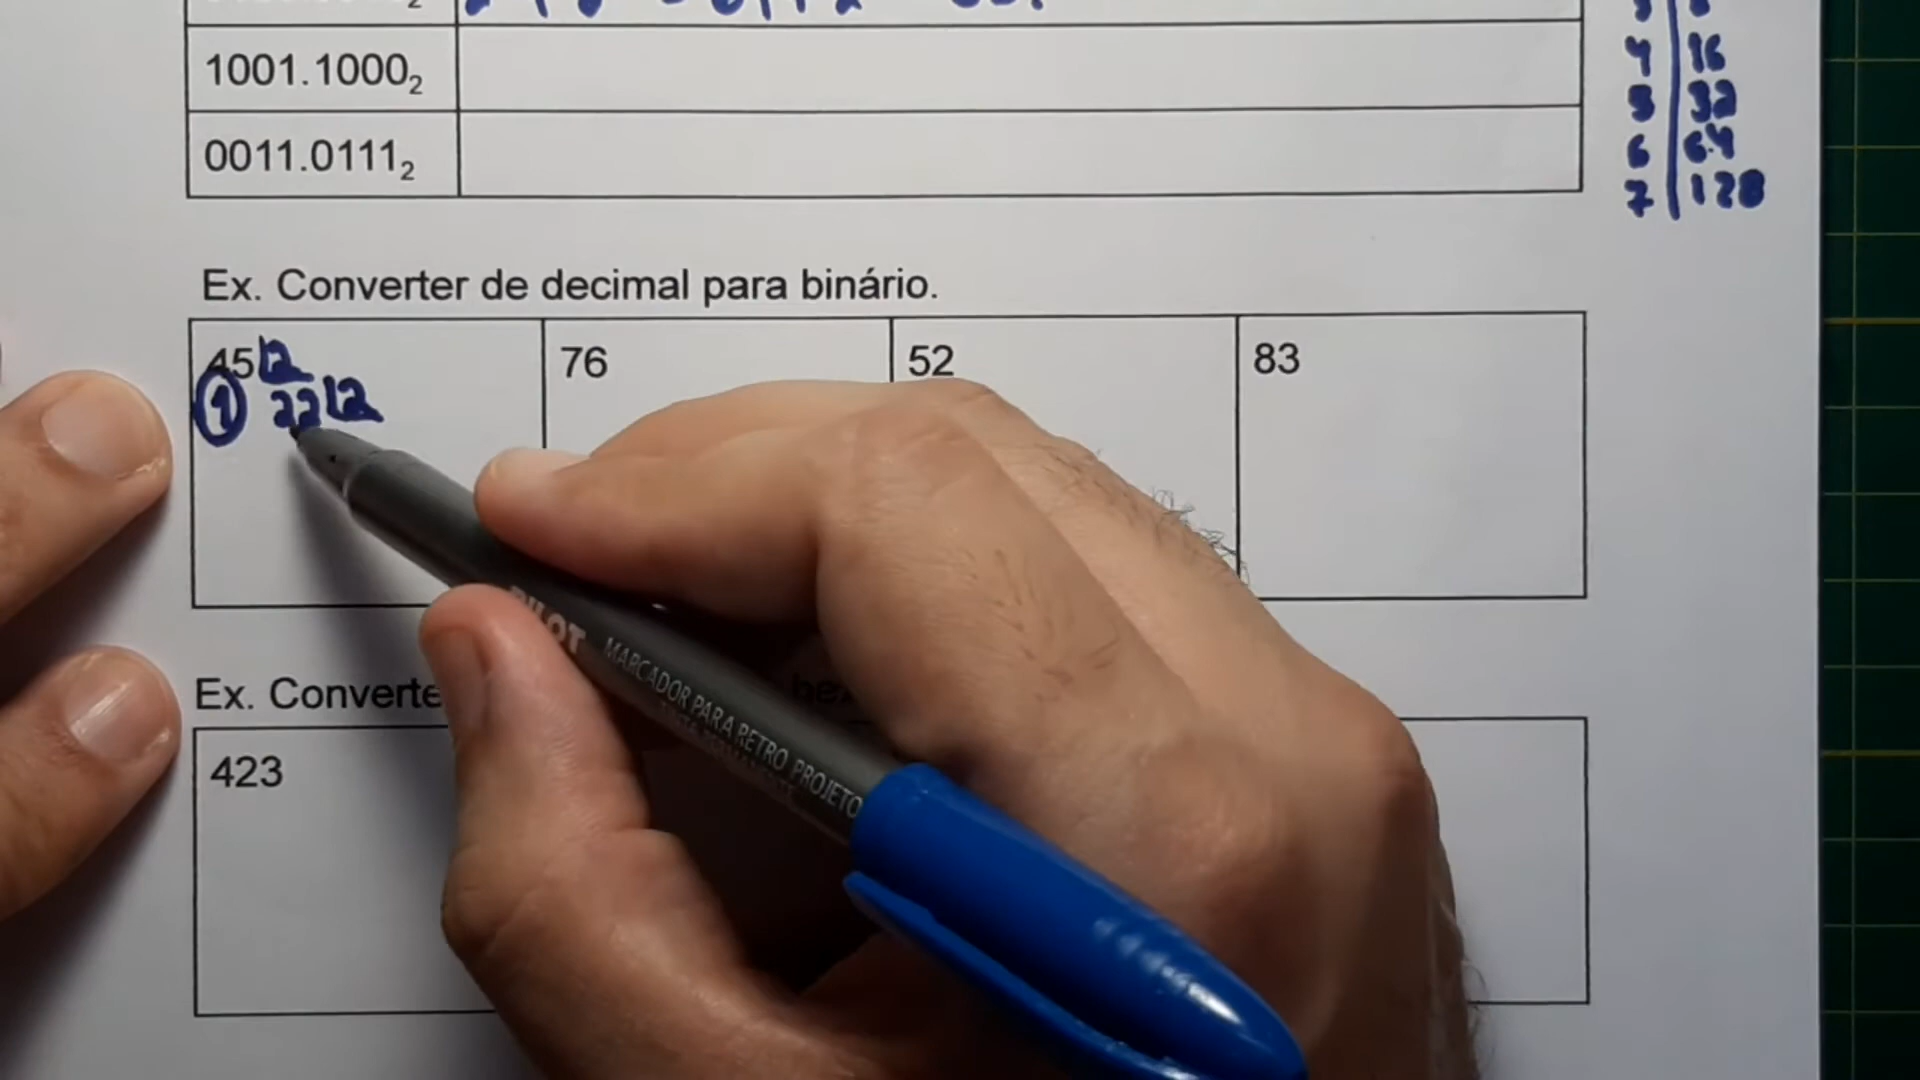 1001.1000₂
0011.0111₂
4 16
5 32
6 64
7 128
Ex. Converter de decimal para binário.
45 2 76 52 83
1 22 2
Ex. Converte
423
PILOT MARCADOR PARA RETRO PROJETO